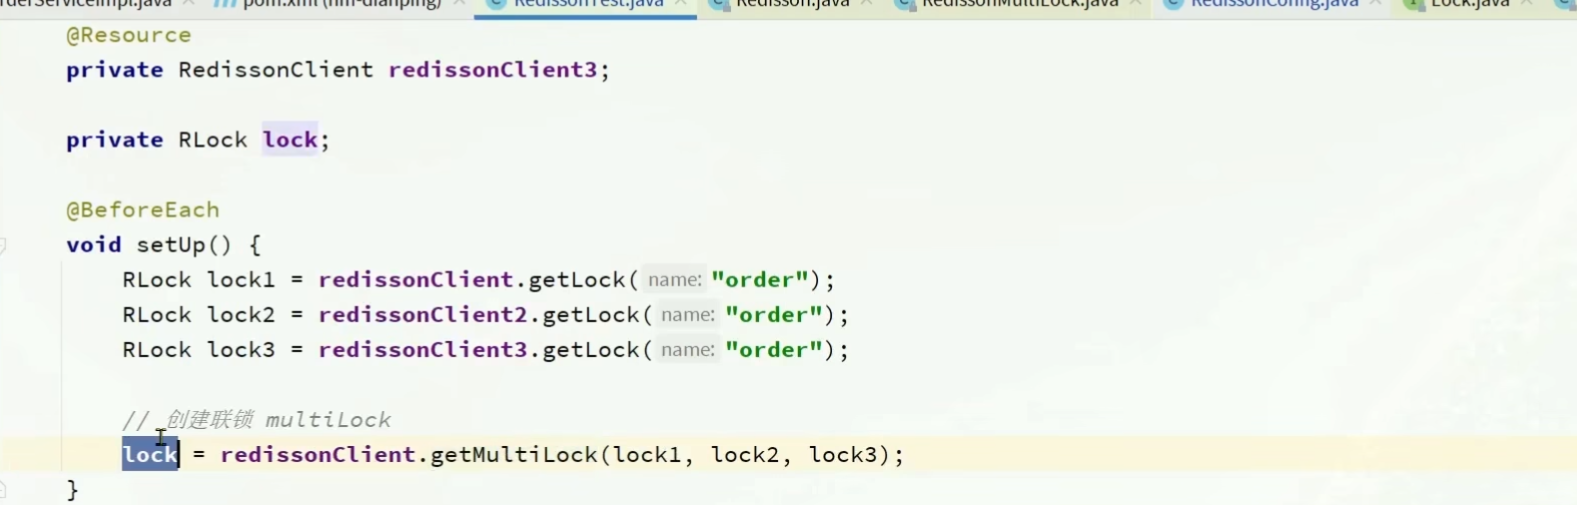 derServiceImpl.java pom.xml (hm-dianping) RedissonTest.java Redisson.java RedissonMultiLock.java RedissonConfig.java Lock.java
@Resource
private RedissonClient redissonClient3;
private RLock lock;
@BeforeEach
void setUp() {
RLock lock1 = redissonClient.getLock( name: "order");
RLock lock2 = redissonClient2.getLock( name: "order");
RLock lock3 = redissonClient3.getLock( name: "order");
// 创建联锁 multiLock
lock = redissonClient.getMultiLock(lock1, lock2, lock3);
}